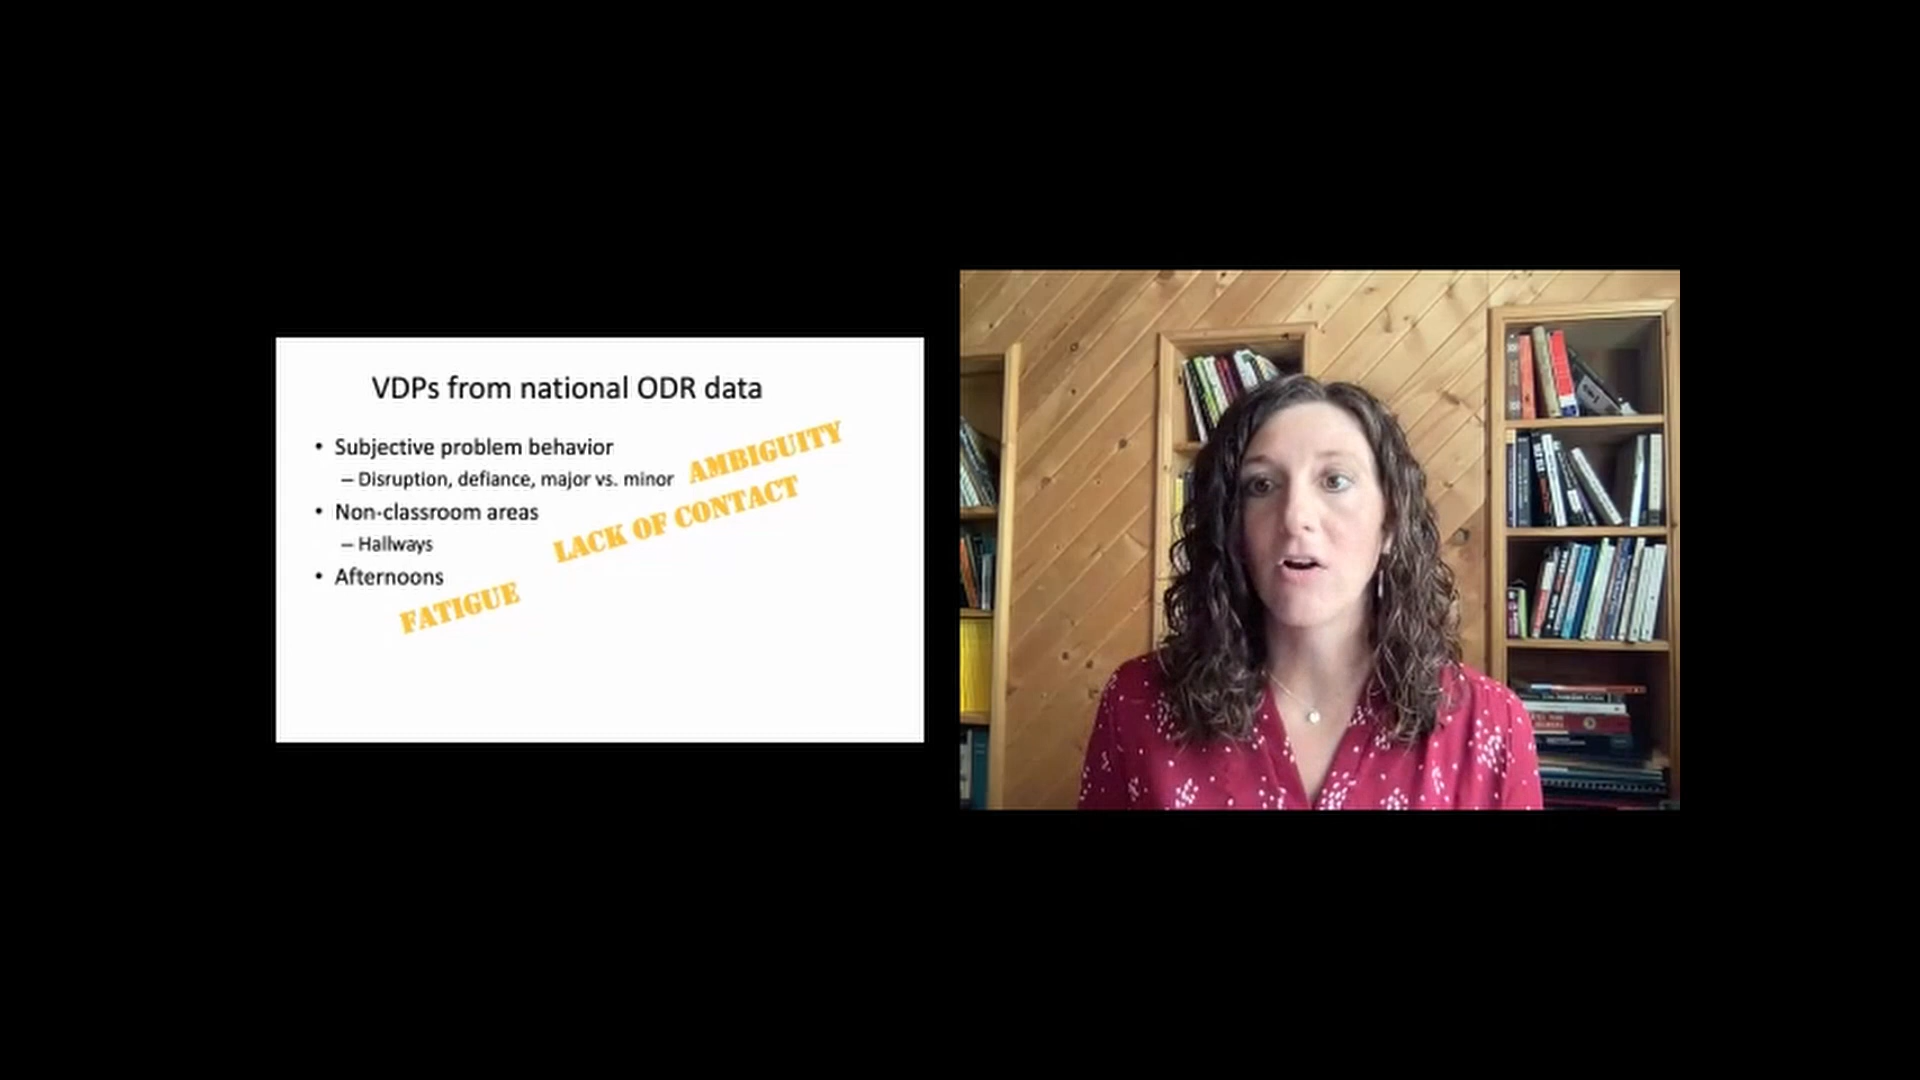 VDPs from national ODR data
• Subjective problem behavior
– Disruption, defiance, major vs. minor
AMBIGUITY
• Non-classroom areas
LACK OF CONTACT
– Hallways
• Afternoons
FATIGUE